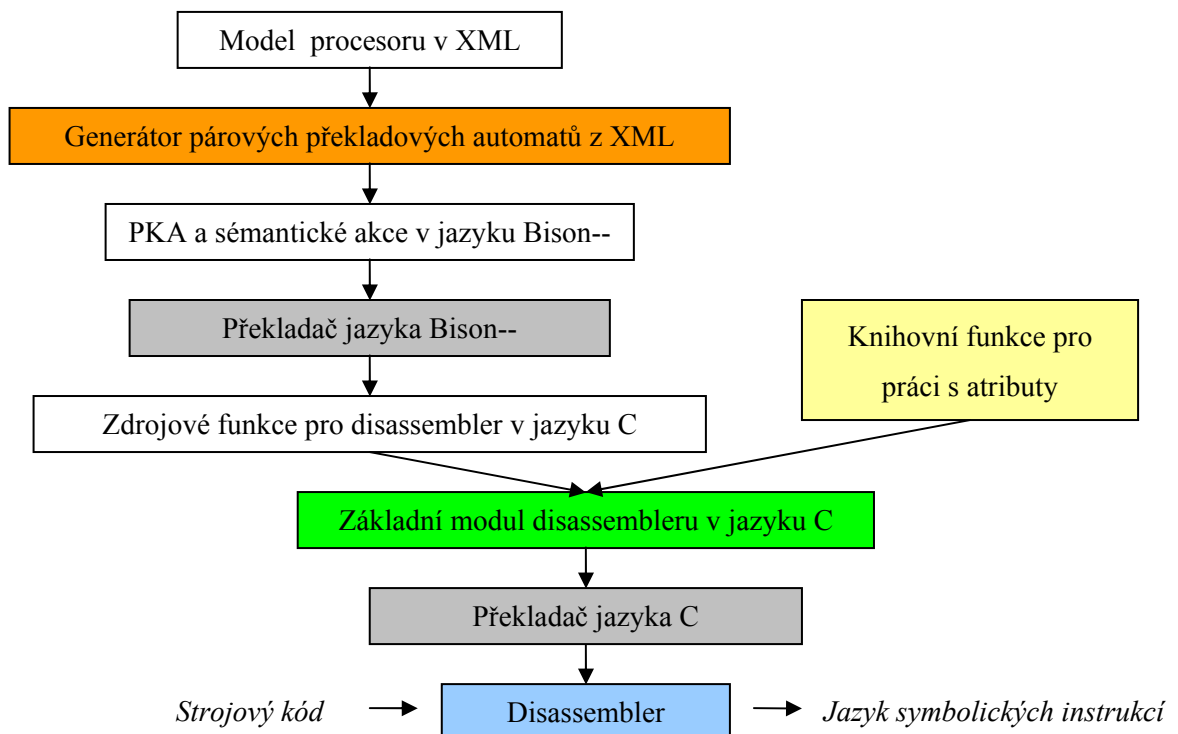 Model procesoru v XML
Generátor párových překladových automatů z XML
PKA a sémantické akce v jazyku Bison--
Překladač jazyka Bison--
Knihovní funkce pro
práci s atributy
Zdrojové funkce pro disassembler v jazyku C
Základní modul disassembleru v jazyku C
Překladač jazyka C
Strojový kód
Disassembler
Jazyk symbolických instrukcí